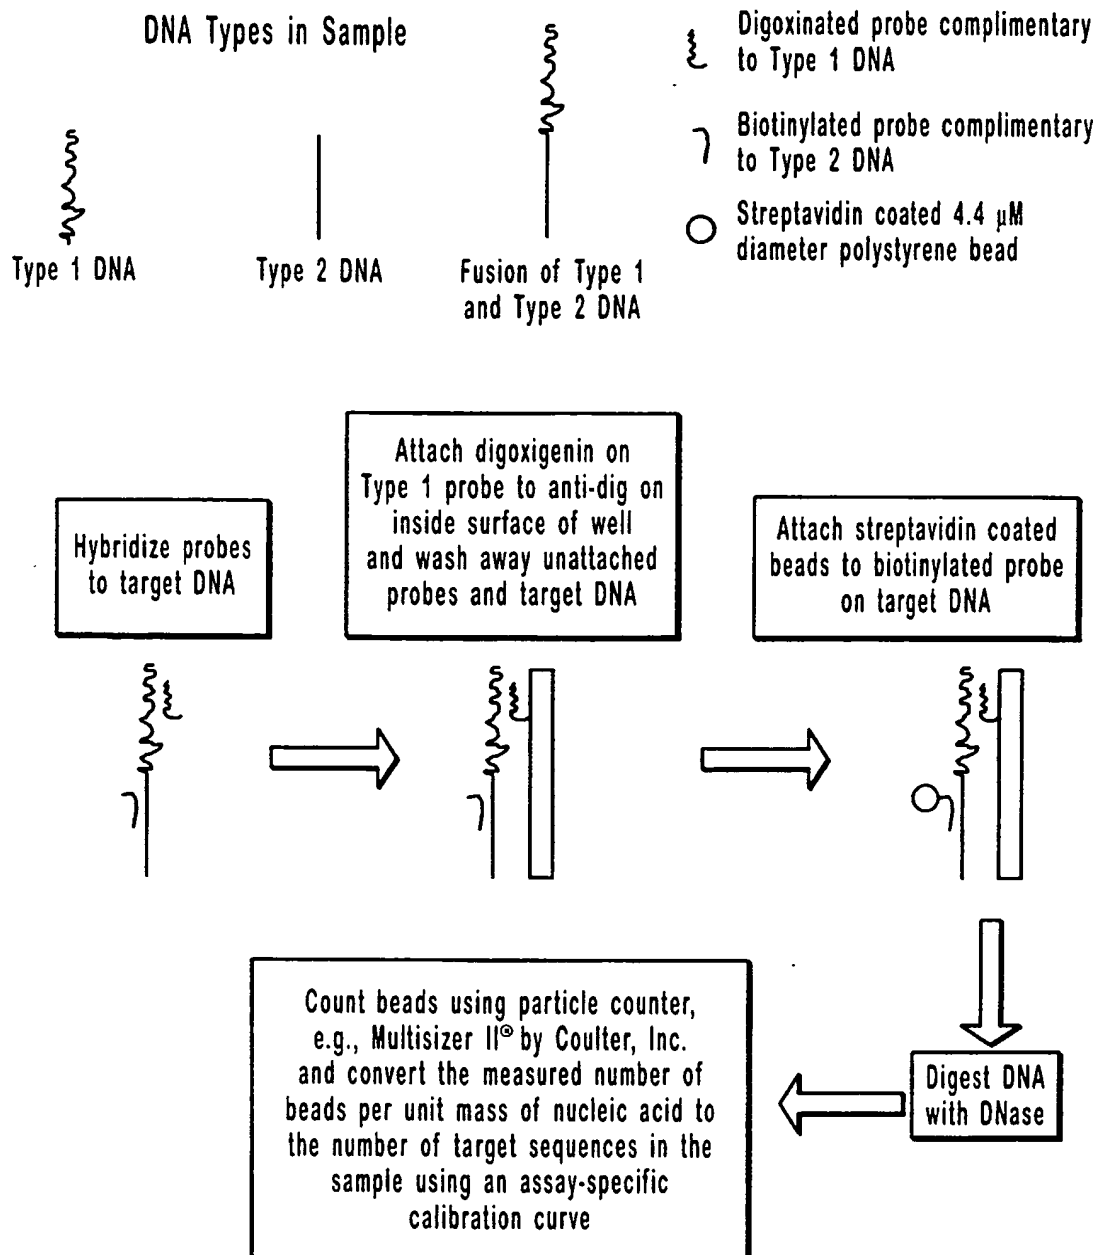 DNA Types in Sample
Type 1 DNA
Type 2 DNA
Fusion of Type 1
and Type 2 DNA
Digoxinated probe complimentary
to Type 1 DNA
Biotinylated probe complimentary
to Type 2 DNA
Streptavidin coated 4.4 µM
diameter polystyrene bead
Hybridize probes
to target DNA
Attach digoxigenin on
Type 1 probe to anti-dig on
inside surface of well
and wash away unattached
probes and target DNA
Attach streptavidin coated
beads to biotinylated probe
on target DNA
Digest DNA
with DNase
Count beads using particle counter,
e.g., Multisizer II® by Coulter, Inc.
and convert the measured number of
beads per unit mass of nucleic acid to
the number of target sequences in the
sample using an assay-specific
calibration curve